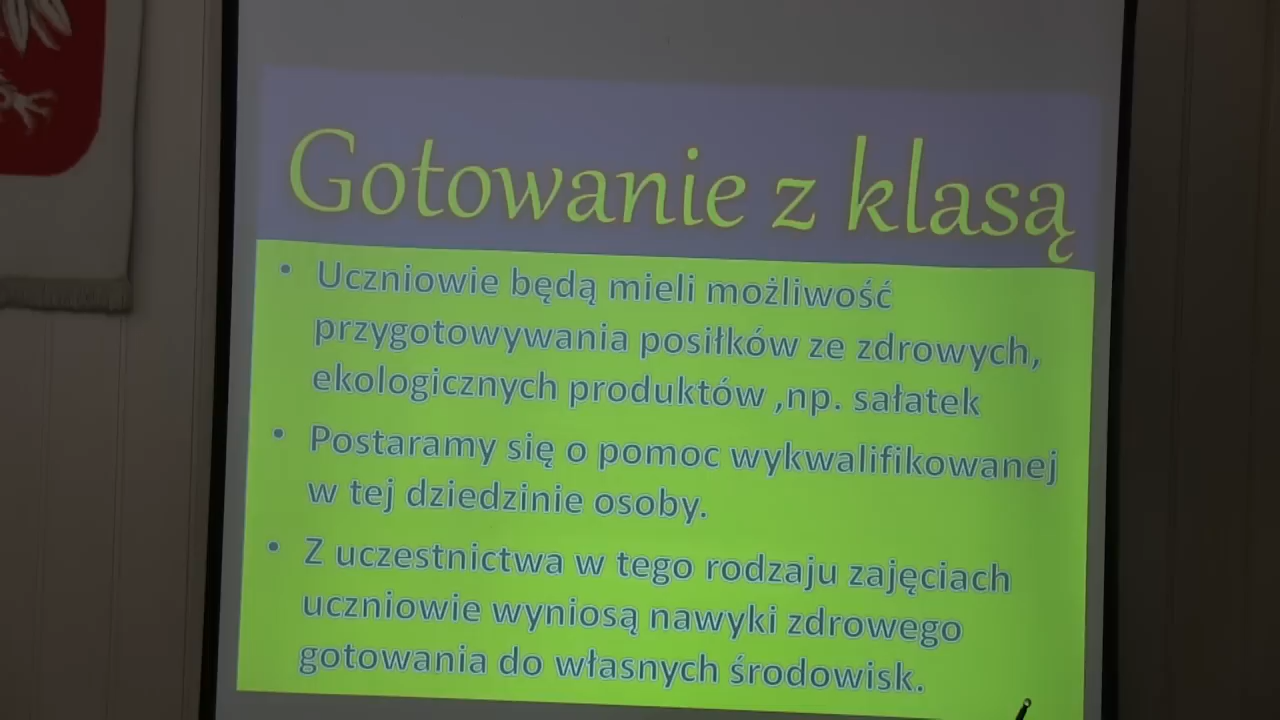 Gotowanie z klasą
• Uczniowie będą mieli możliwość
przygotowywania posiłków ze zdrowych,
ekologicznych produktów ,np. sałatek
• Postaramy się o pomoc wykwalifikowanej
w tej dziedzinie osoby.
• Z uczestnictwa w tego rodzaju zajęciach
uczniowie wyniosą nawyki zdrowego
gotowania do własnych środowisk.